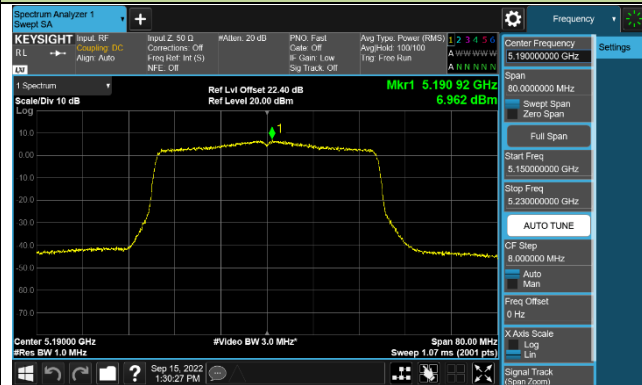 Spectrum Analyzer 1
Swept SA
Frequency
KEYSIGHT
RL
LXI
Input: RF
Coupling: DC
Align: Auto
Input Z: 50 Ω
Corrections: Off
Freq Ref: Int (S)
NFE: Off
#Atten: 20 dB
PNO: Fast
Gate: Off
IF Gain: Low
Sig Track: Off
Avg Type: Power (RMS)
Avg|Hold: 100/100
Trig: Free Run
1 2 3 4 5 6
A W W W W W
A N N N N N
1 Spectrum
Scale/Div 10 dB
Log
Ref Lvl Offset 22.40 dB
Ref Level 20.00 dBm
Mkr1 5.190 92 GHz
6.962 dBm
1
10.0
0.00
-10.0
-20.0
-30.0
-40.0
-50.0
-60.0
-70.0
Center 5.19000 GHz
#Res BW 1.0 MHz
#Video BW 3.0 MHz*
Span 80.00 MHz
Sweep 1.07 ms (2001 pts)
Sep 15, 2022
1:30:27 PM
Center Frequency
5.190000000 GHz
Span
80.0000000 MHz
Swept Span
Zero Span
Full Span
Start Freq
5.150000000 GHz
Stop Freq
5.230000000 GHz
AUTO TUNE
CF Step
8.000000 MHz
Auto
Man
Freq Offset
0 Hz
X Axis Scale
Log
Lin
Signal Track
(Span Zoom)
Settings